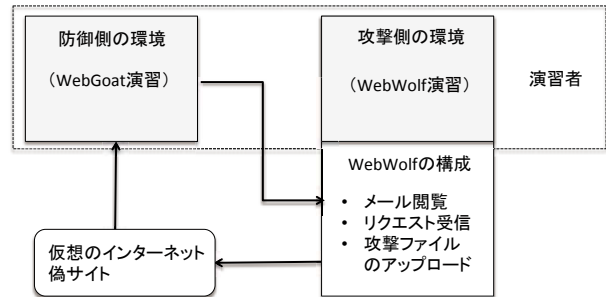 防御側の環境
（WebGoat演習）
攻撃側の環境
（WebWolf演習）
演習者
WebWolfの構成
• メール閲覧
• リクエスト受信
• 攻撃ファイル
のアップロード
仮想のインターネット
偽サイト